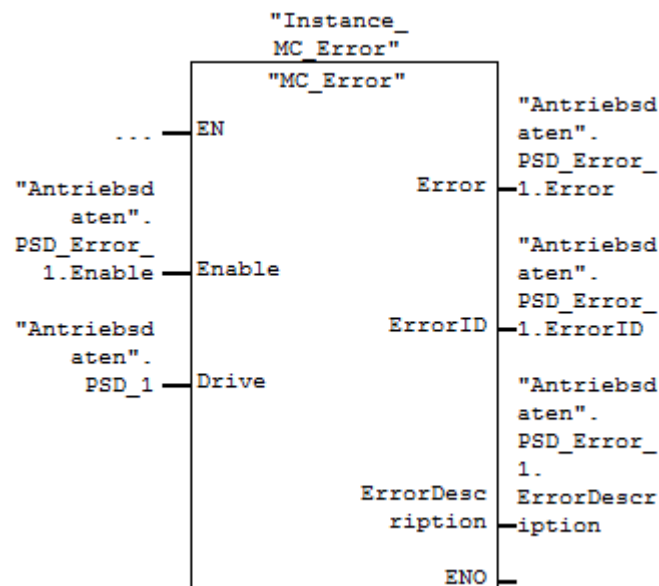 "Instance_
MC_Error"
"MC_Error"
... EN
"Antriebsd
aten".
PSD_Error_
1.Enable Enable
"Antriebsd
aten".
PSD_1 Drive
Error
"Antriebsd
aten".
PSD_Error_
1.Error
ErrorID
"Antriebsd
aten".
PSD_Error_
1.ErrorID
ErrorDesc
ription
"Antriebsd
aten".
PSD_Error_
1.
ErrorDescr
iption
ENO